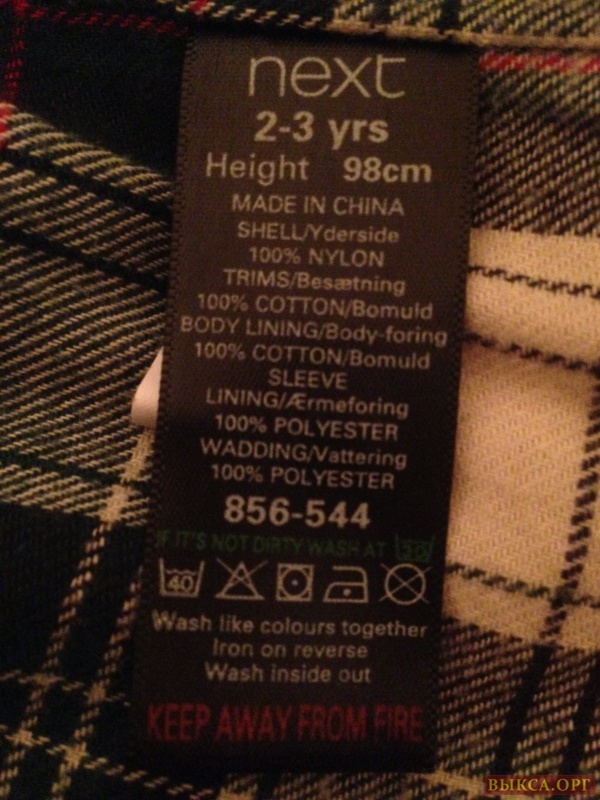 next
2-3 yrs
Height 98cm
MADE IN CHINA
SHELL/Yderside
100% NYLON
TRIMS/Besætning
100% COTTON/Bomuld
BODY LINING/Body-foring
100% COTTON/Bomuld
SLEEVE
LINING/Ærmeforing
100% POLYESTER
WADDING/Vattering
100% POLYESTER
856-544
IF IT'S NOT DIRTY WASH AT 30
40
Wash like colours together
Iron on reverse
Wash inside out
KEEP AWAY FROM FIRE
ВЫКСА.ОРГ